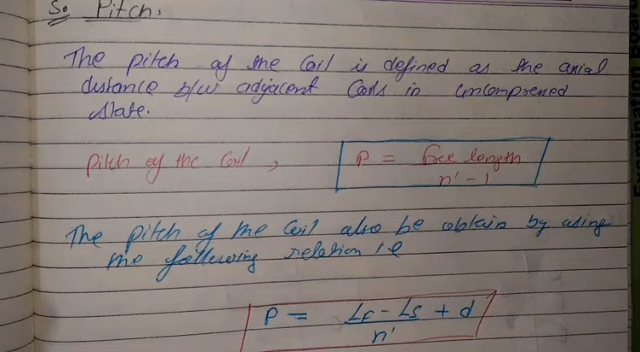 5. Pitch.
The pitch of the Coil is defined as the axial
distance b/w adjacent Coils in uncompressed
state.
Pitch of the Coil, P = free length / n' - 1
The pitch of the Coil also be obtain by using
the following relation i.e
P = LF - LS + d / n'